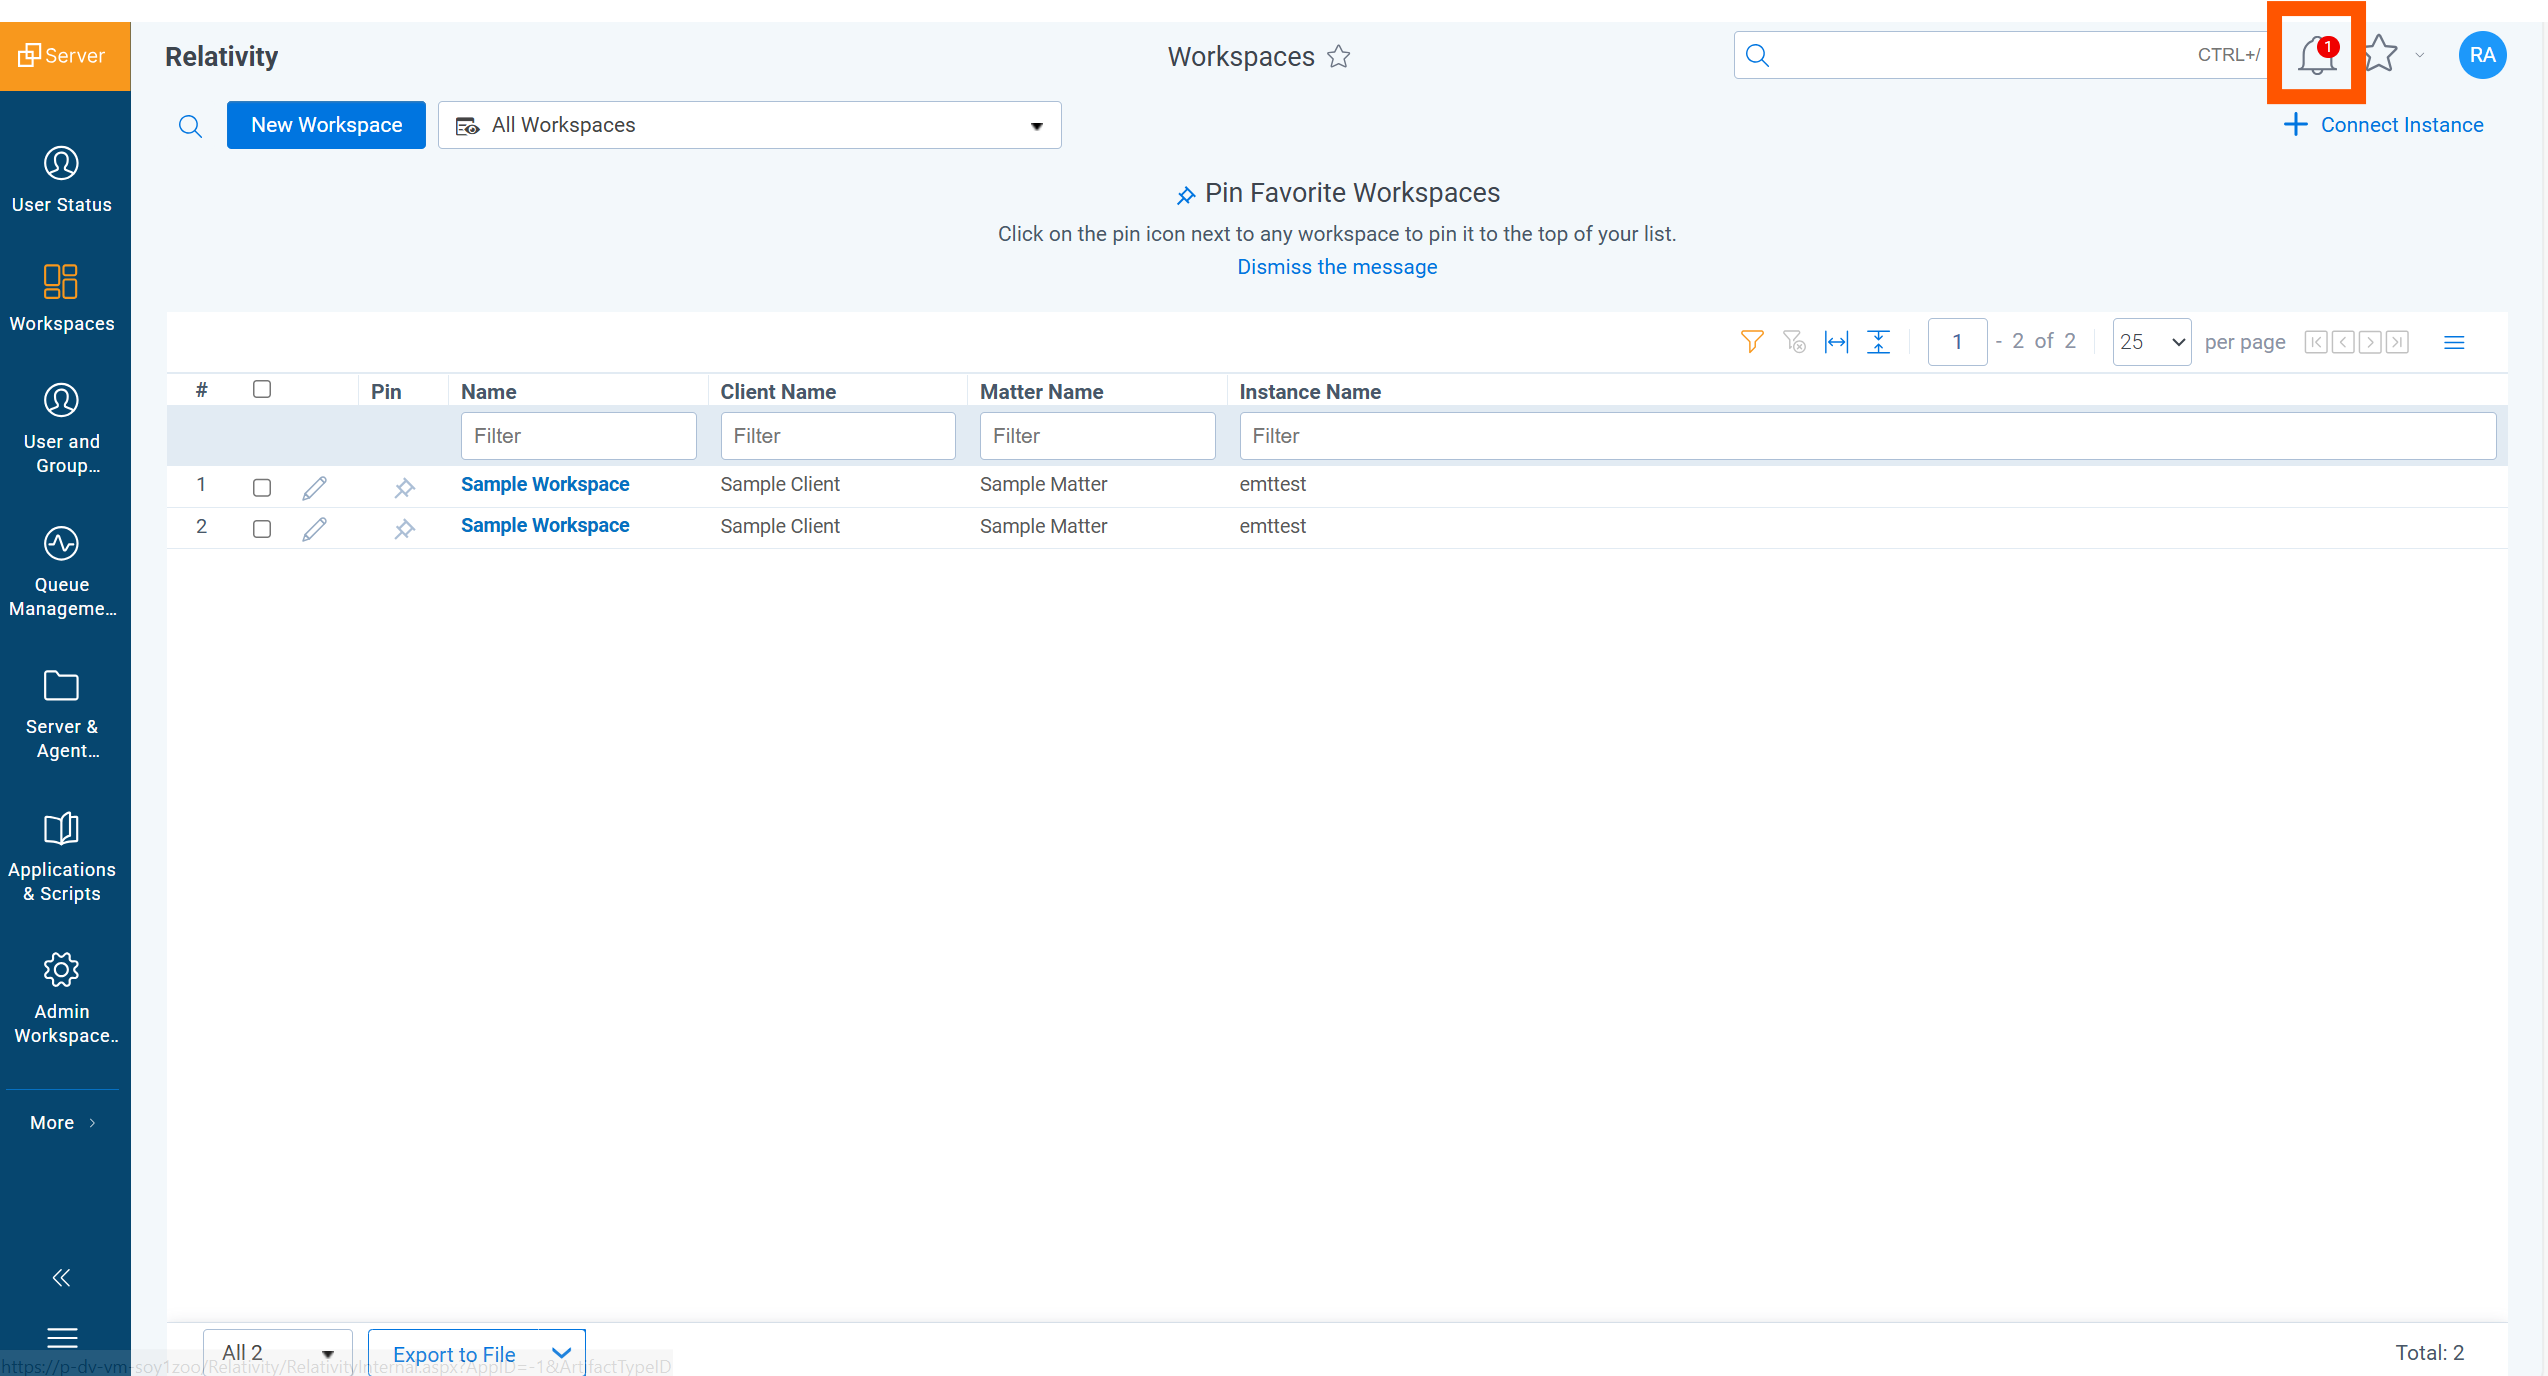 Server
Relativity
Workspaces
CTRL+/
1
RA
New Workspace
All Workspaces
Connect Instance
Pin Favorite Workspaces
Click on the pin icon next to any workspace to pin it to the top of your list.
Dismiss the message
User Status
Workspaces
User and
Group...
Queue
Manageme...
Server &
Agent...
Applications
& Scripts
Admin
Workspace..
More
1 - 2 of 2 25 per page
# Pin Name Client Name Matter Name Instance Name
Filter Filter Filter Filter
1 Sample Workspace Sample Client Sample Matter emttest
2 Sample Workspace Sample Client Sample Matter emttest
All 2
Export to File
Total: 2
https://p-dv-vm-soy1zoo/Relativity/RelativityInternal.aspx?AppID=-1&ArtifactTypeID